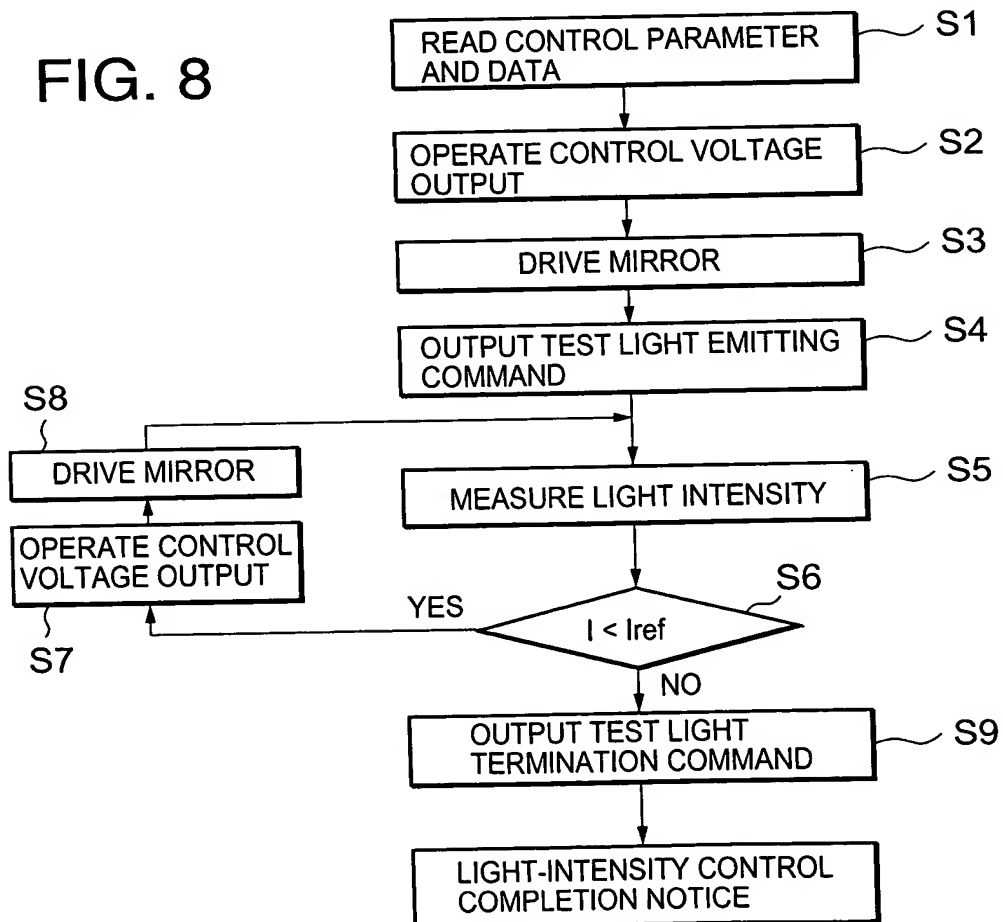 FIG. 8
READ CONTROL PARAMETER
AND DATA
S1
OPERATE CONTROL VOLTAGE
OUTPUT
S2
DRIVE MIRROR
S3
OUTPUT TEST LIGHT EMITTING
COMMAND
S4
S8
DRIVE MIRROR
MEASURE LIGHT INTENSITY
S5
OPERATE CONTROL
VOLTAGE OUTPUT
S7
YES
I < Iref
S6
NO
OUTPUT TEST LIGHT
TERMINATION COMMAND
S9
LIGHT-INTENSITY CONTROL
COMPLETION NOTICE